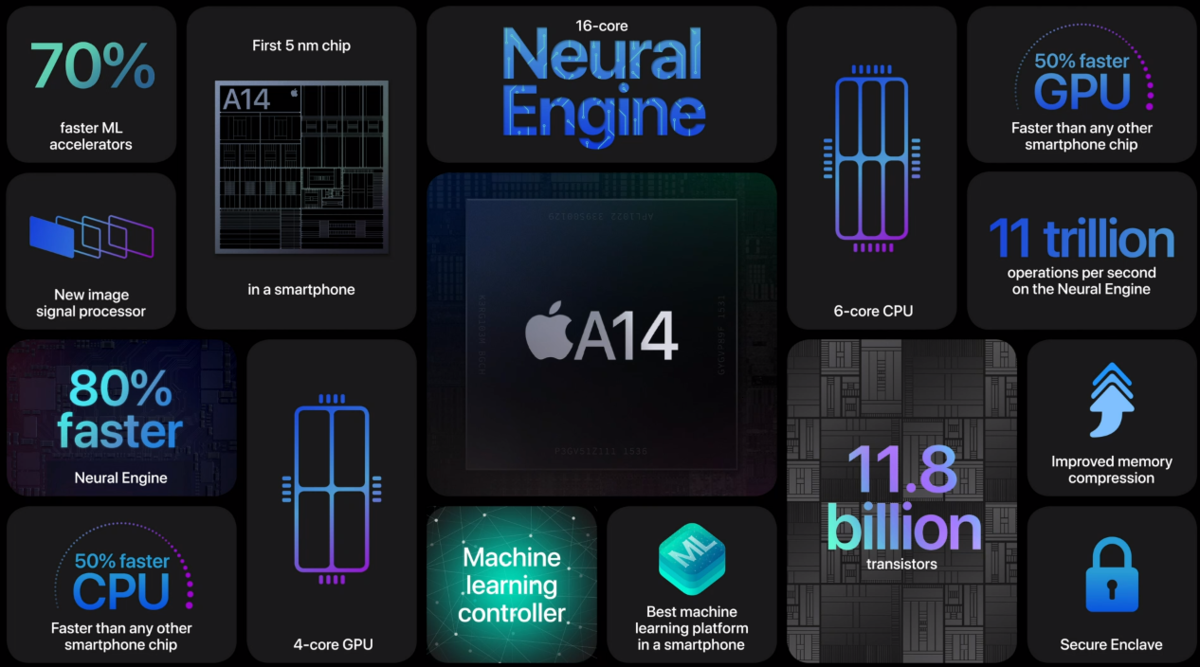 70%
faster ML
accelerators
First 5 nm chip
A14
in a smartphone
16-core
Neural
Engine
6-core CPU
50% faster
GPU
Faster than any other
smartphone chip
New image
signal processor
A14
11 trillion
operations per second
on the Neural Engine
80%
faster
Neural Engine
4-core GPU
11.8
billion
transistors
Improved memory
compression
50% faster
CPU
Faster than any other
smartphone chip
Machine
learning
controller
ML
Best machine
learning platform
in a smartphone
Secure Enclave